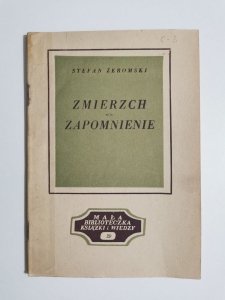 STEFAN ŻEROMSKI
ZMIERZCH
ZAPOMNIENIE
MAŁA
BIBLIOTECZKA
KSIĄŻKI i WIEDZY